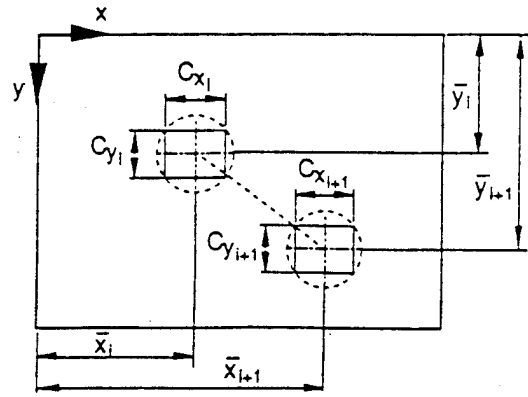 x
y
C_{x_i}
ȳ_i
C_{y_i}
C_{x_{i+1}}
ȳ_{i+1}
C_{y_{i+1}}
x̄_i
x̄_{i+1}